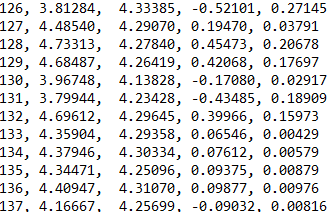 126, 3.81284, 4.33385, -0.52101, 0.27145
127, 4.48540, 4.29070, 0.19470, 0.03791
128, 4.73313, 4.27840, 0.45473, 0.20678
129, 4.68487, 4.26419, 0.42068, 0.17697
130, 3.96748, 4.13828, -0.17080, 0.02917
131, 3.79944, 4.23428, -0.43485, 0.18909
132, 4.69612, 4.29645, 0.39966, 0.15973
133, 4.35904, 4.29358, 0.06546, 0.00429
134, 4.37946, 4.30334, 0.07612, 0.00579
135, 4.34471, 4.25096, 0.09375, 0.00879
136, 4.40947, 4.31070, 0.09877, 0.00976
137, 4.16667, 4.25699, -0.09032, 0.00816